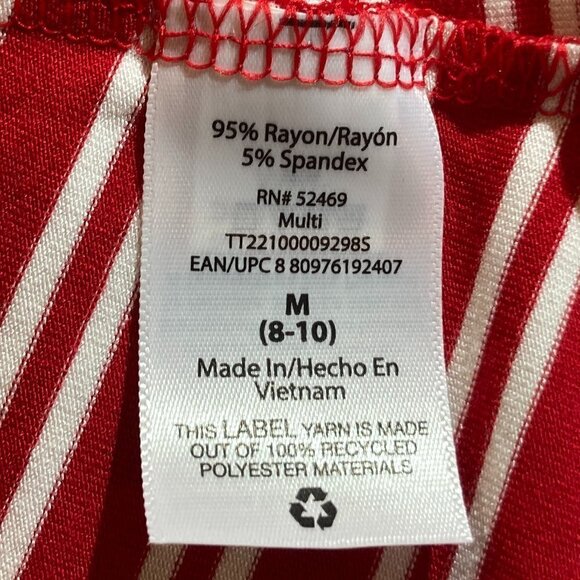 95% Rayon/Rayón
5% Spandex
RN# 52469
Multi
TT22100009298S
EAN/UPC 8 80976192407
M
(8-10)
Made In/Hecho En
Vietnam
THIS LABEL YARN IS MADE
OUT OF 100% RECYCLED
POLYESTER MATERIALS